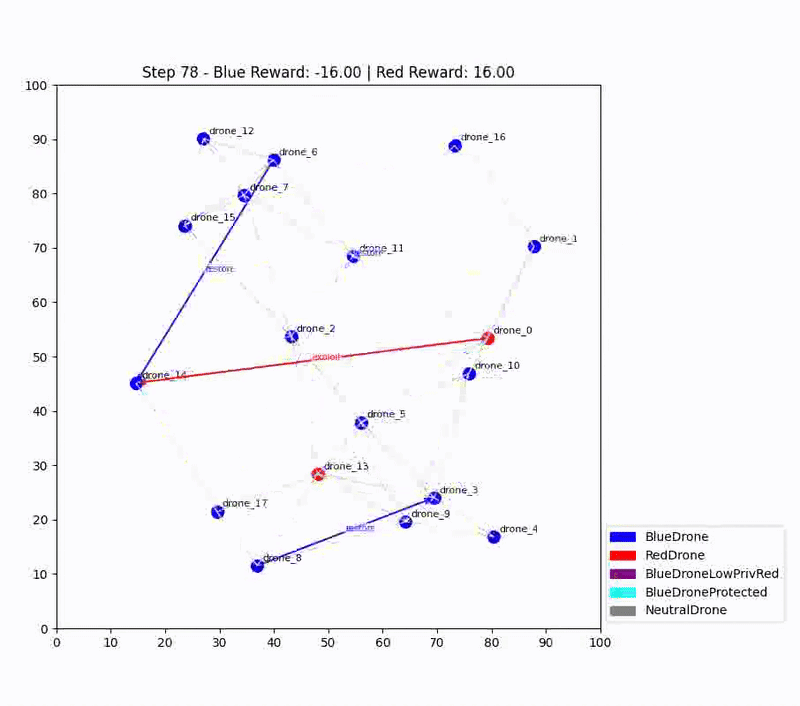 Step 78 - Blue Reward: -16.00 | Red Reward: 16.00
100
90
80
70
60
50
40
30
20
10
0
0 10 20 30 40 50 60 70 80 90 100
drone_12
drone_6
drone_16
drone_7
drone_15
drone_11
drone_1
drone_2
drone_0
exploit
drone_14
drone_10
drone_5
drone_13
drone_3
drone_17
drone_9
drone_4
drone_8
BlueDrone
RedDrone
BlueDroneLowPrivRed
BlueDroneProtected
NeutralDrone